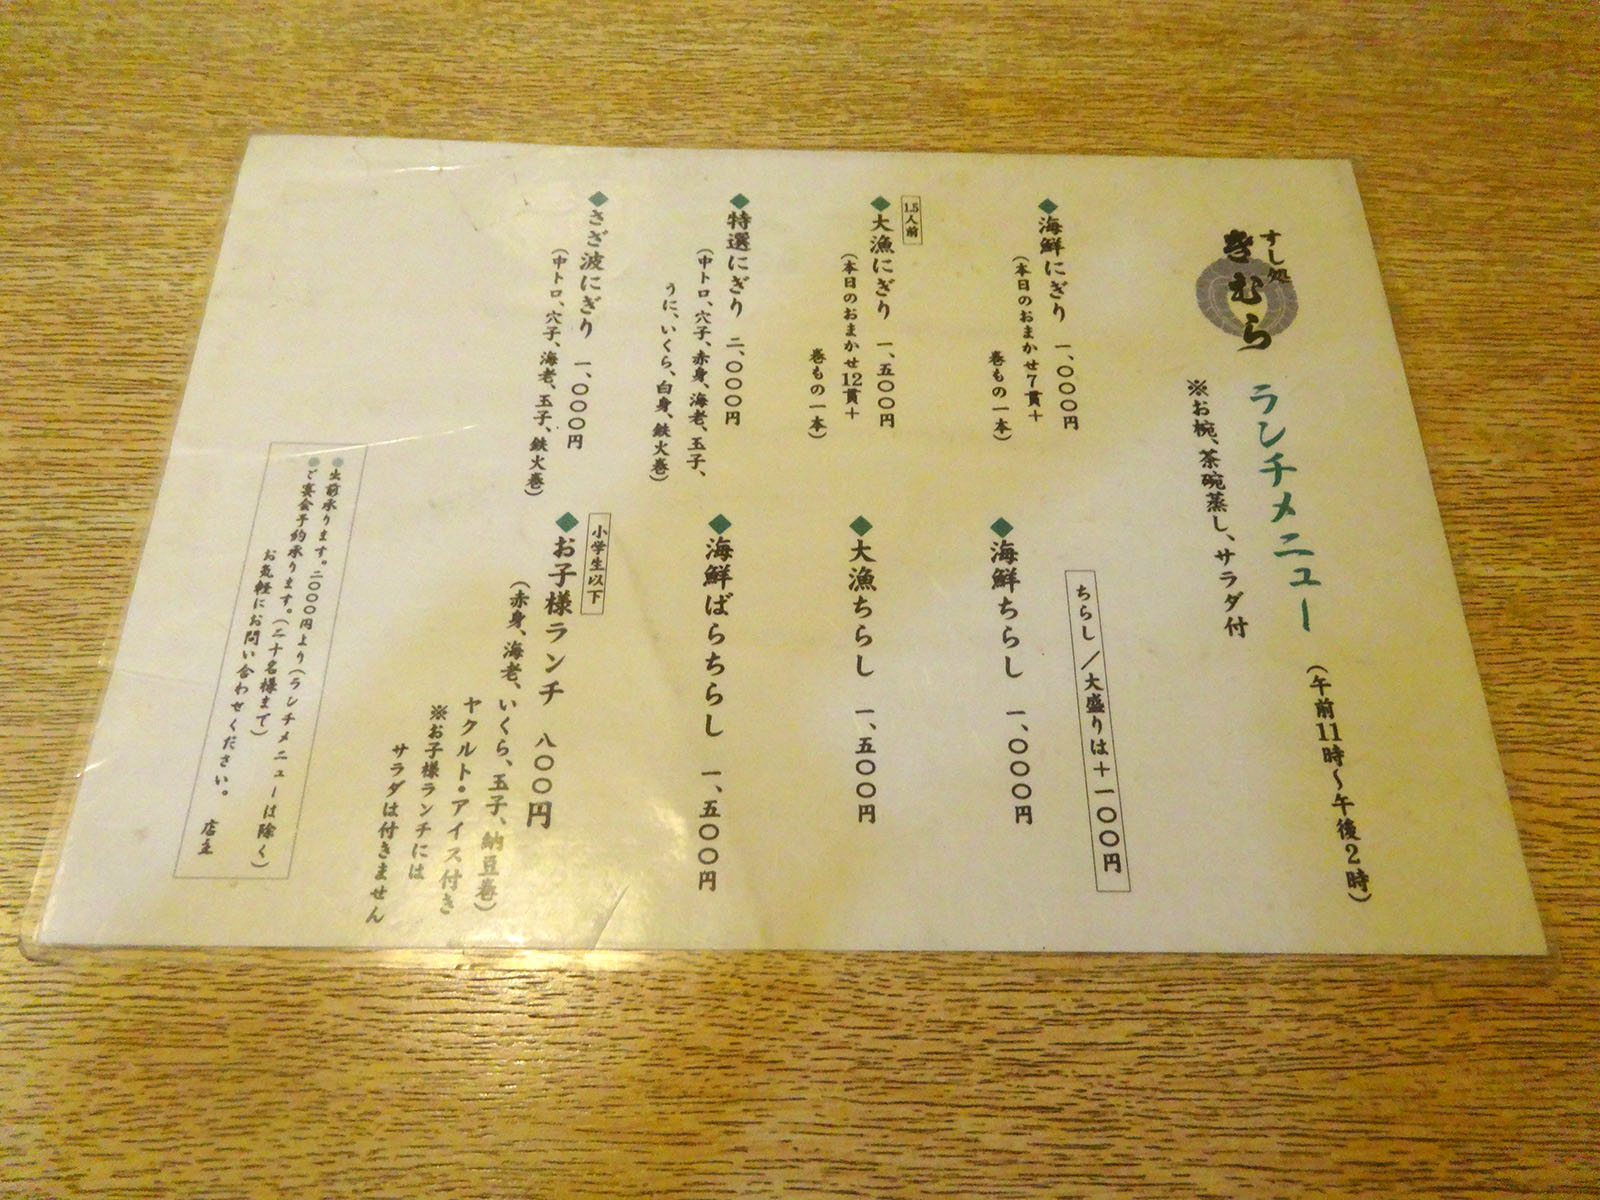 すし処
きむら
ランチメニュー
(午前11時〜午後2時)
※お椀、茶碗蒸し、サラダ付
◆海鮮にぎり 一、〇〇〇円
(本日のおまかせ7貫+
巻もの一本)
1.5人前
◆大漁にぎり 一、五〇〇円
(本日のおまかせ12貫+
巻もの一本)
◆特選にぎり 二、〇〇〇円
(中トロ、穴子、赤身、海老、玉子、
うに、いくら、白身、鉄火巻)
◆さざ波にぎり 一、〇〇〇円
(中トロ、穴子、海老、玉子、鉄火巻)
ちらし/大盛りは+一〇〇円
◆海鮮ちらし 一、〇〇〇円
◆大漁ちらし 一、五〇〇円
◆海鮮ばらちらし 一、五〇〇円
小学生以下
◆お子様ランチ 八〇〇円
(赤身、海老、いくら、玉子、納豆巻)
ヤクルト・アイス付き
※お子様ランチには
サラダは付きません
●出前承ります。二〇〇〇円より(ランチメニューは除く)
●ご宴会予約承ります。(二十名様まで)
お気軽にお問い合わせください。 店主